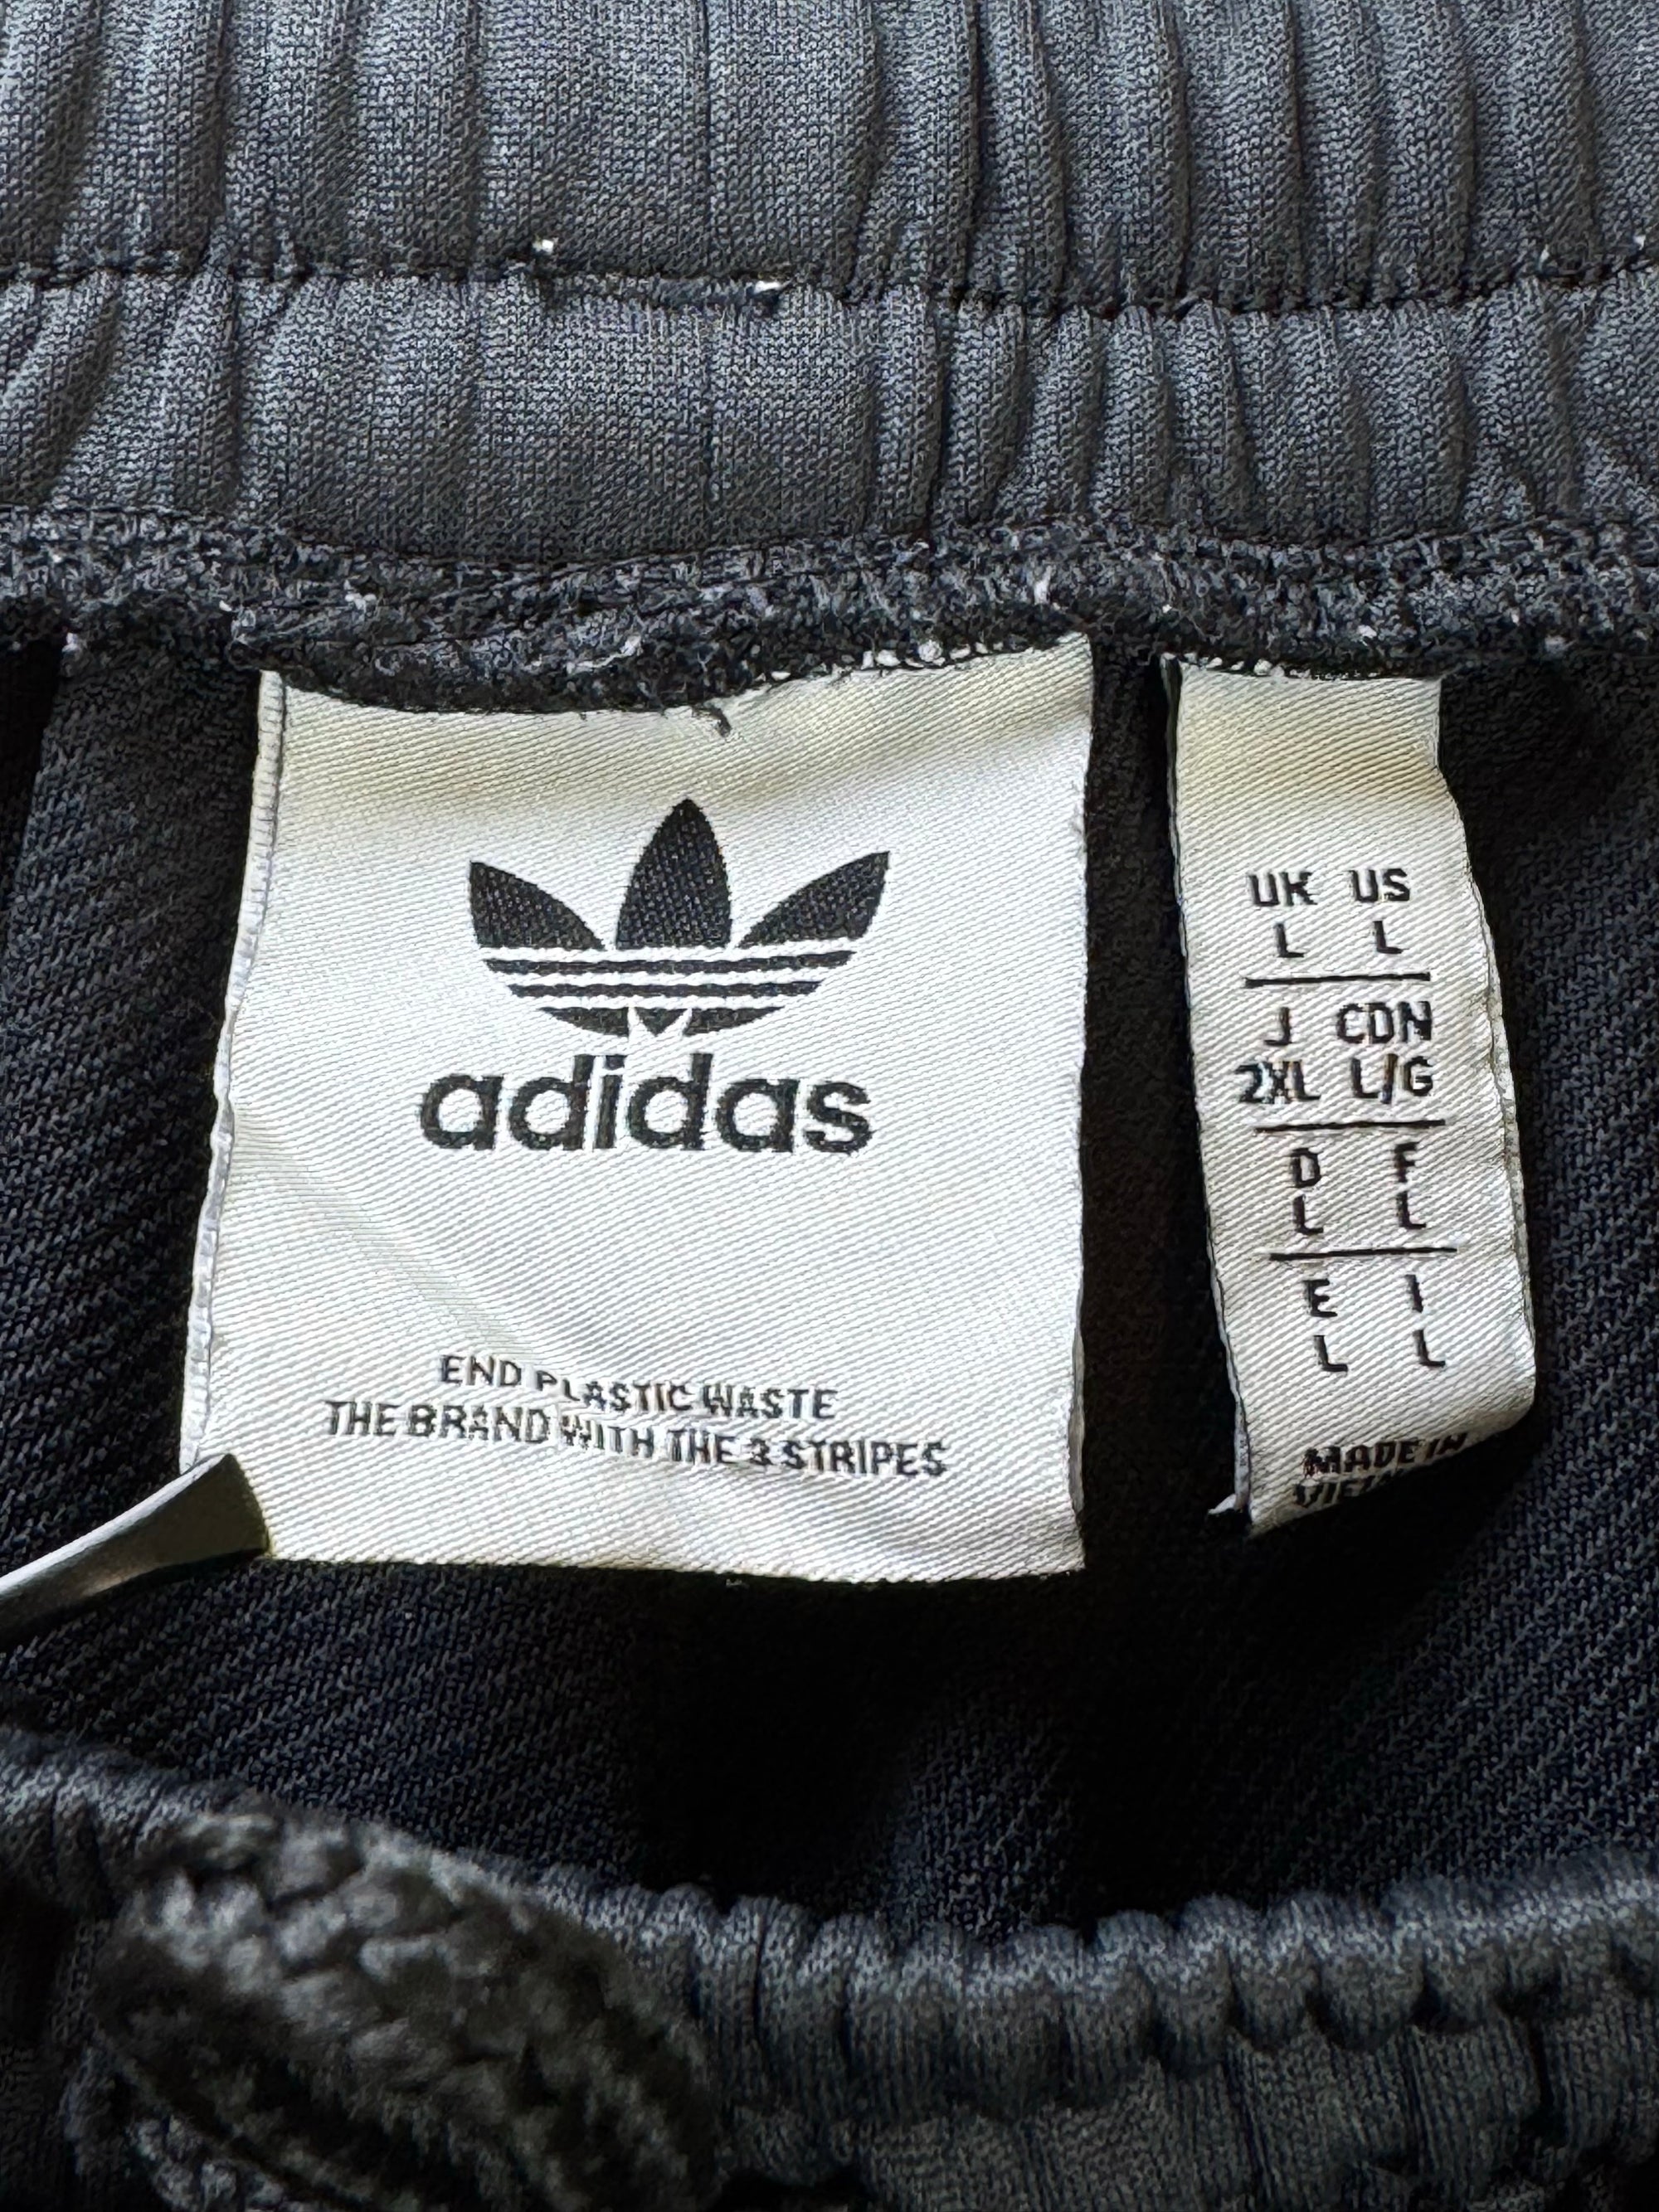 adidas
END PLASTIC WASTE
THE BRAND WITH THE 3 STRIPES
UK US
L L
J CDN
2XL L/G
D F
L L
E I
L L
MADE IN